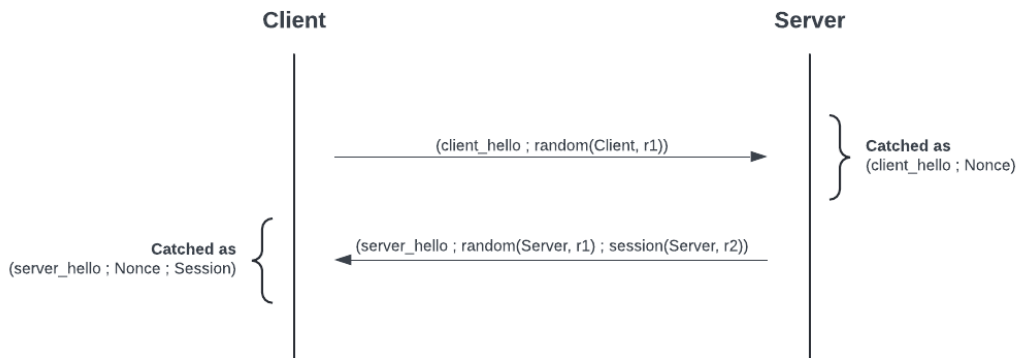 Client
Server
(client_hello ; random(Client, r1))
Catched as
(client_hello ; Nonce)
(server_hello ; random(Server, r1) ; session(Server, r2))
Catched as
(server_hello ; Nonce ; Session)